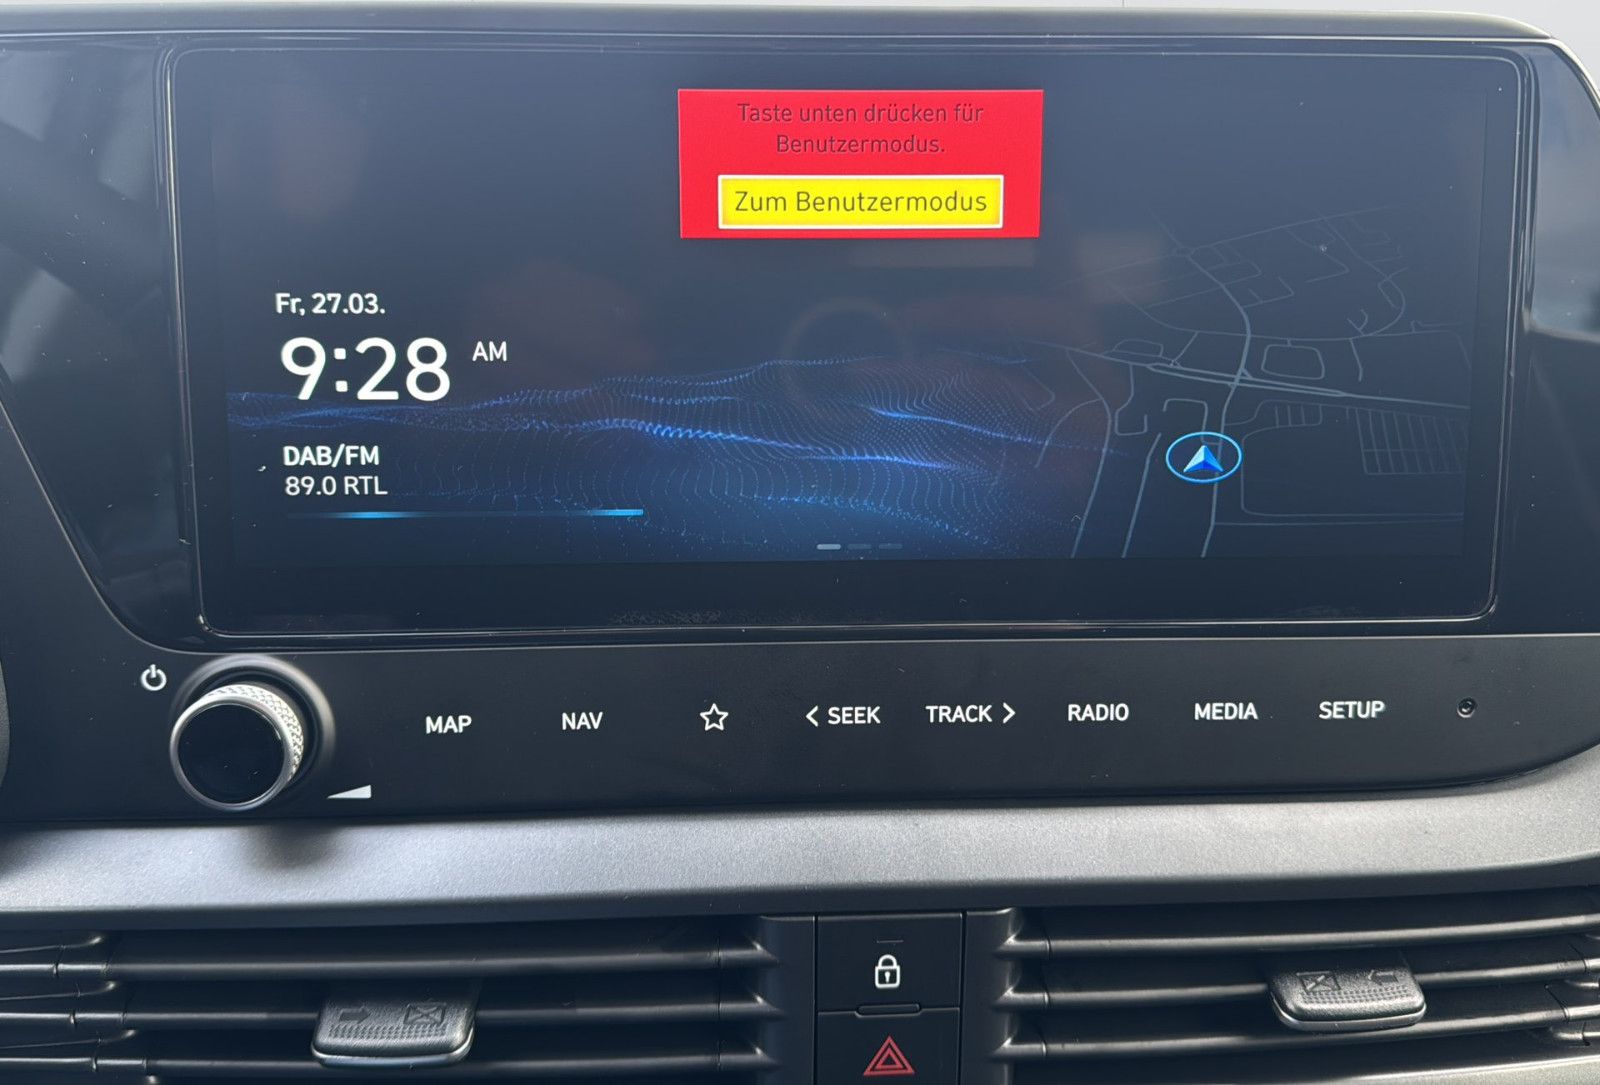 Taste unten drücken für
Benutzermodus.
Zum Benutzermodus
Fr, 27.03.
9:28 AM
DAB/FM
89.0 RTL
MAP
NAV
< SEEK
TRACK >
RADIO
MEDIA
SETUP